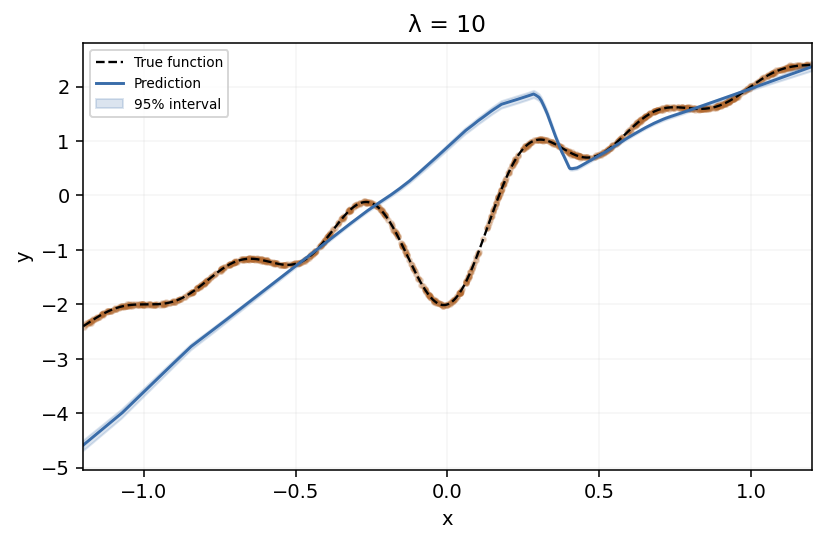 λ = 10
True function
Prediction
95% interval
2
1
0
−1
−2
−3
−4
−5
y
−1.0 −0.5 0.0 0.5 1.0
x